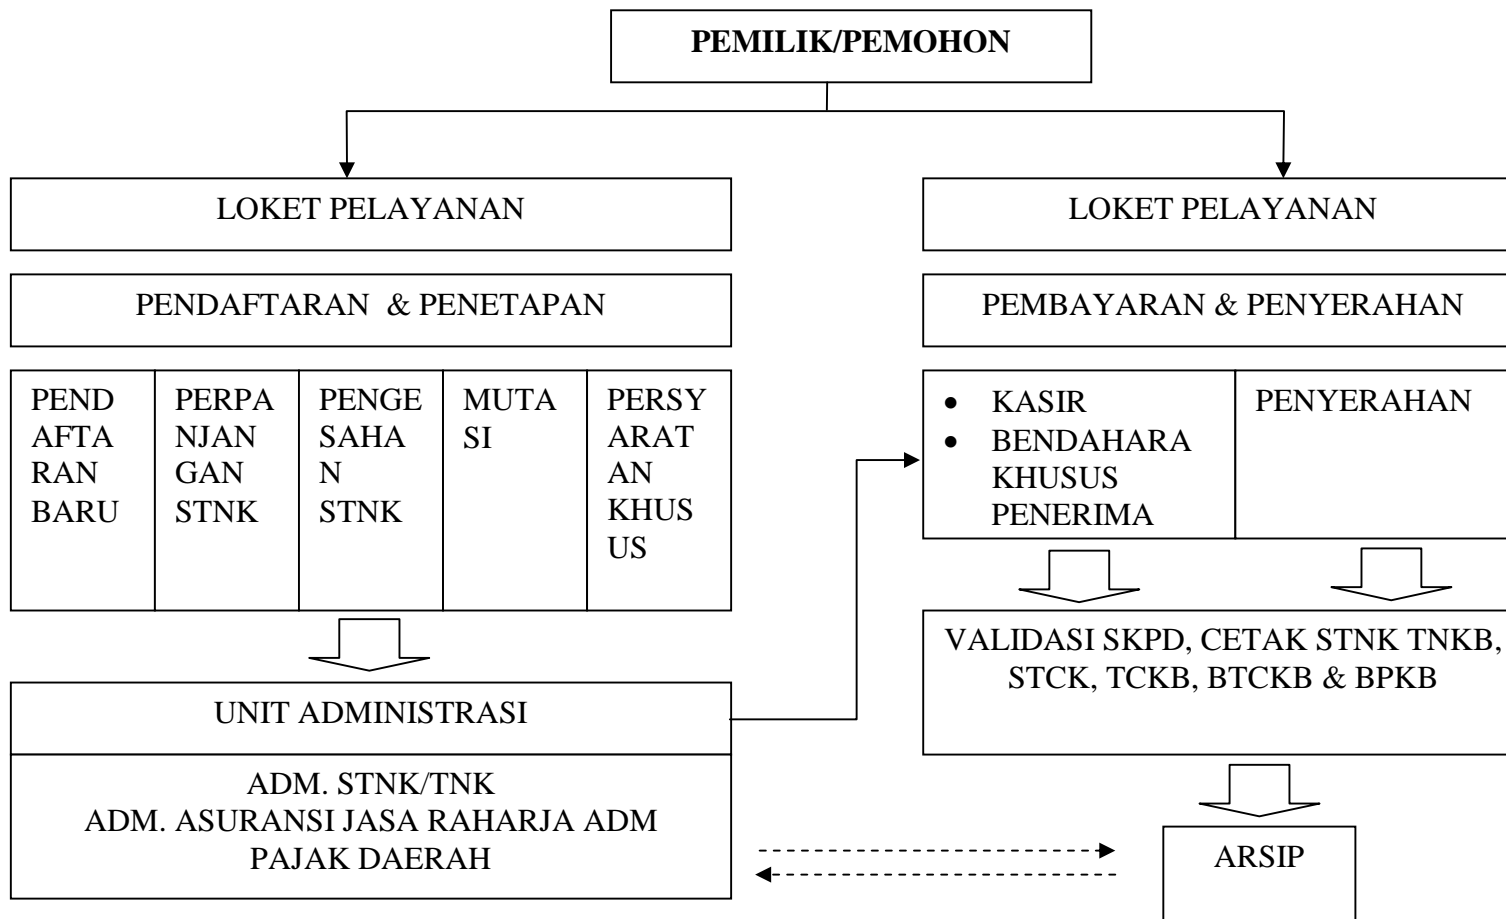 PEMILIK/PEMOHON
LOKET PELAYANAN
PENDAFTARAN & PENETAPAN
PEND
AFTA
RAN
BARU
PERPA
NJAN
GAN
STNK
PENGE
SAHA
N
STNK
MUTA
SI
PERSY
ARAT
AN
KHUS
US
UNIT ADMINISTRASI
ADM. STNK/TNK
ADM. ASURANSI JASA RAHARJA ADM
PAJAK DAERAH
LOKET PELAYANAN
PEMBAYARAN & PENYERAHAN
• KASIR
• BENDAHARA
KHUSUS
PENERIMA
PENYERAHAN
VALIDASI SKPD, CETAK STNK TNKB,
STCK, TCKB, BTCKB & BPKB
ARSIP